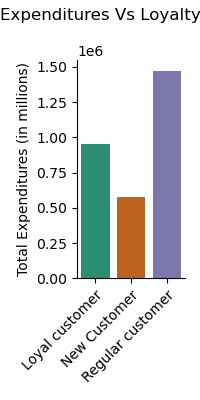 Expenditures Vs Loyalty
1e6
Total Expenditures (in millions)
1.50
1.25
1.00
0.75
0.50
0.25
0.00
Loyal customer
New Customer
Regular customer